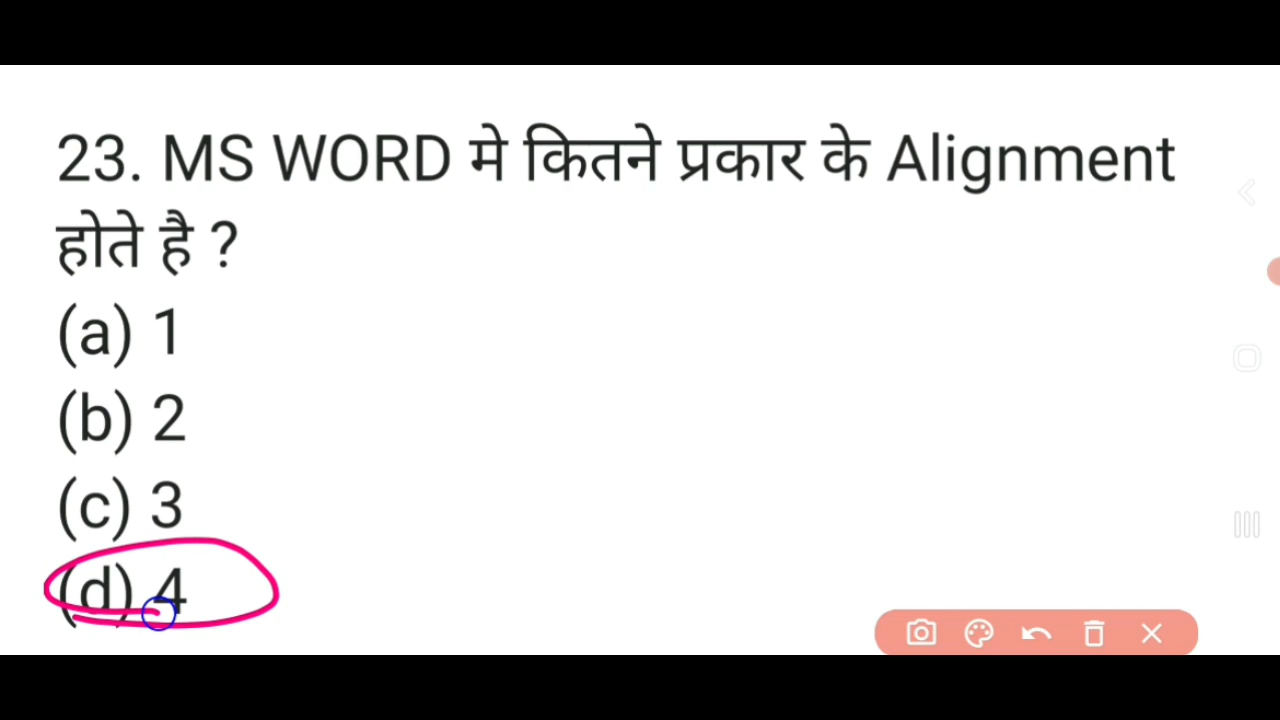 23. MS WORD मे कितने प्रकार के Alignment
होते है ?
(a) 1
(b) 2
(c) 3
(d) 4